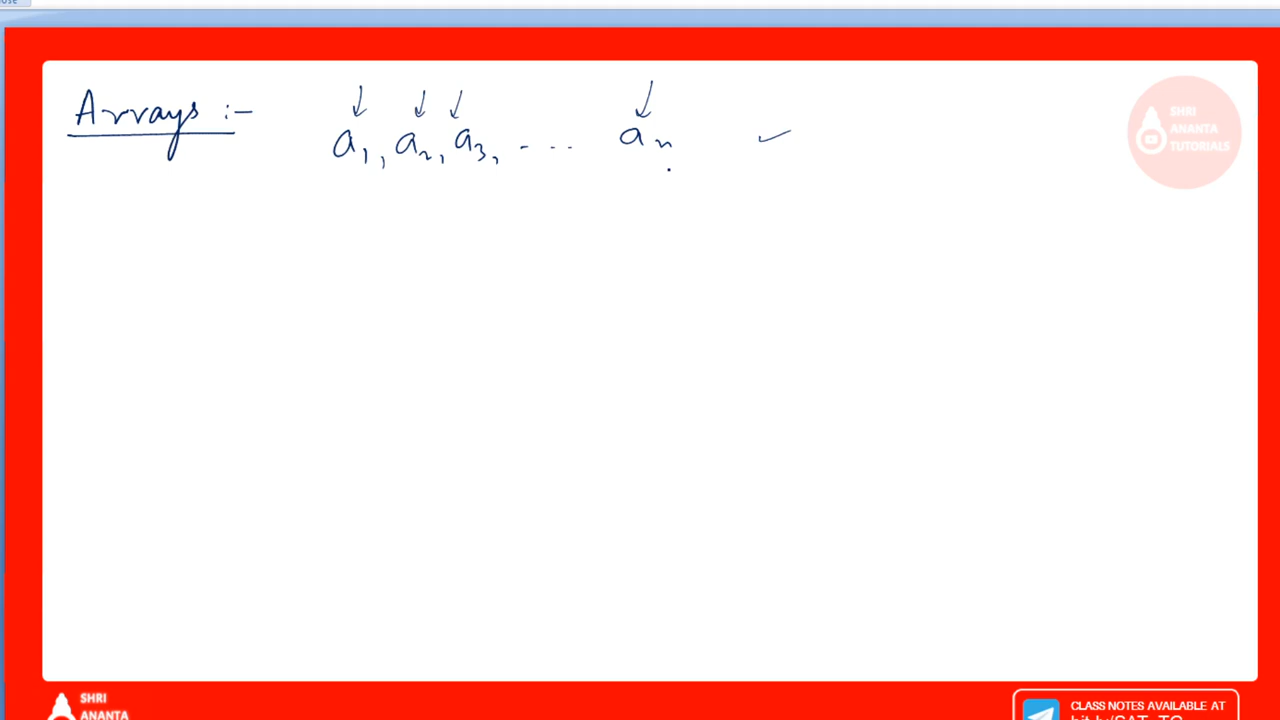 Arrays :- a1, a2, a3, - ... an
SHRI
ANANTA
TUTORIALS
SHRI
ANANTA
CLASS NOTES AVAILABLE AT